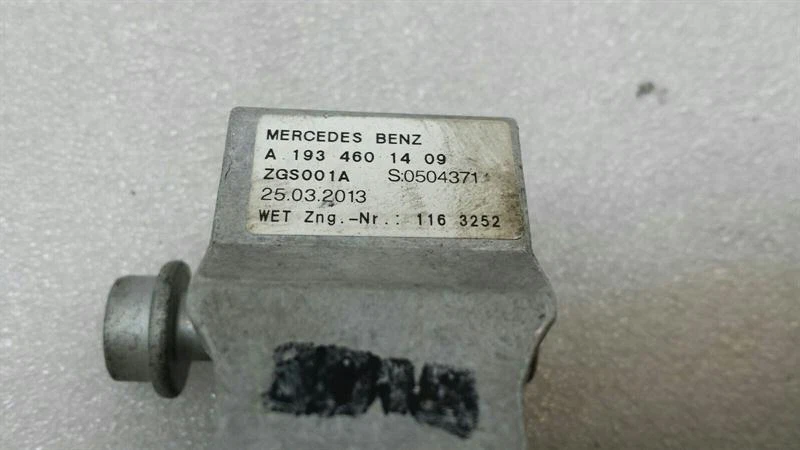 MERCEDES BENZ
A 193 460 14 09
ZGS001A S:0504371
25.03.2013
WET Zng.-Nr.: 116 3252